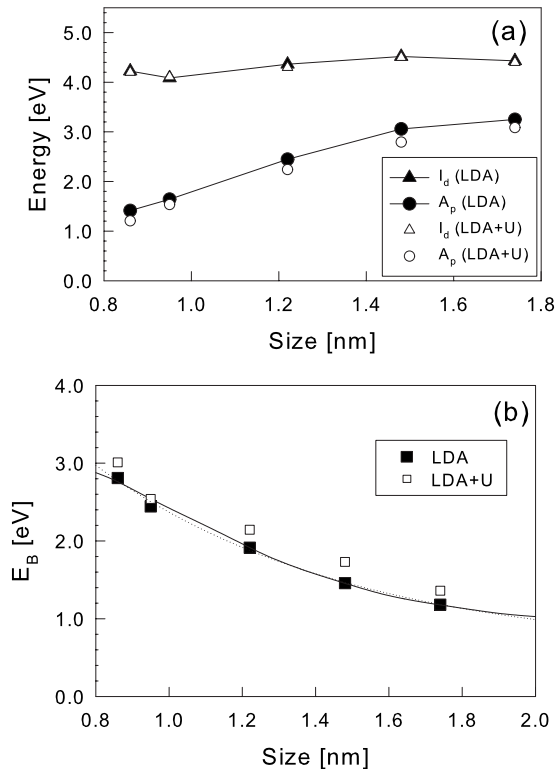 (a)
5.0
4.0
3.0
2.0
1.0
0.0
Energy [eV]
I_d (LDA)
A_p (LDA)
I_d (LDA+U)
A_p (LDA+U)
0.8 1.0 1.2 1.4 1.6 1.8
Size [nm]
(b)
4.0
3.0
2.0
1.0
0.0
E_B [eV]
LDA
LDA+U
0.8 1.0 1.2 1.4 1.6 1.8 2.0
Size [nm]